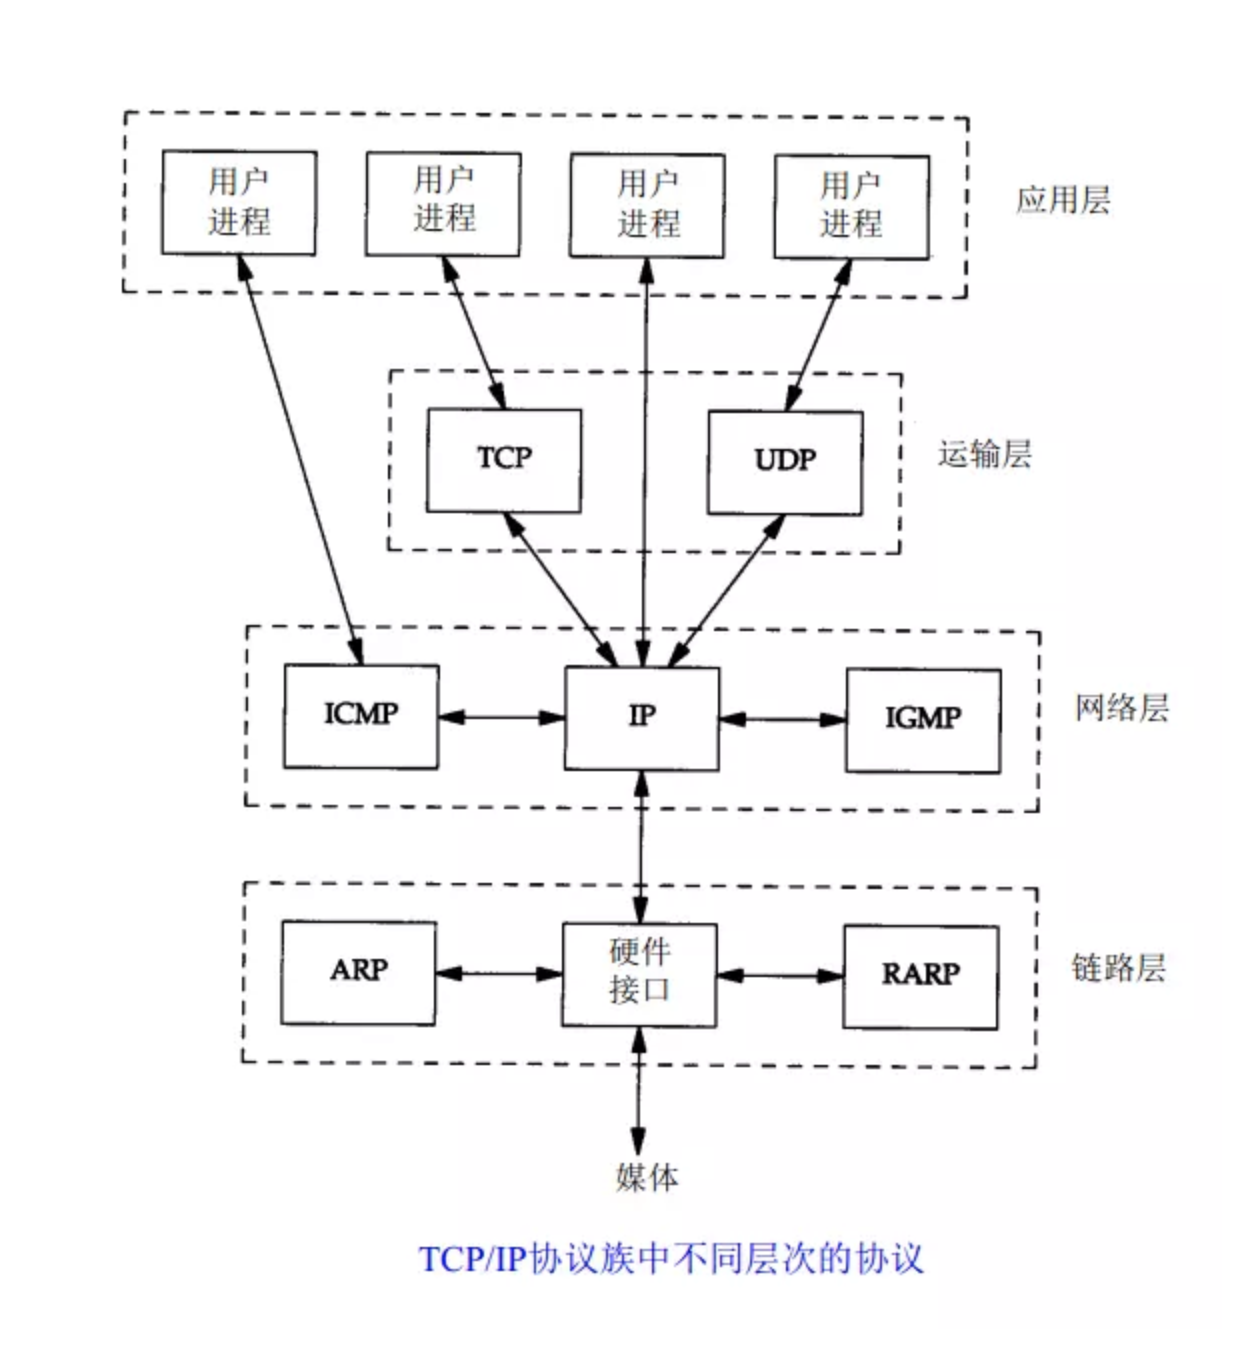 用户
进程
用户
进程
用户
进程
用户
进程
应用层
TCP
UDP
运输层
ICMP
IP
IGMP
网络层
ARP
硬件
接口
RARP
链路层
媒体
TCP/IP协议族中不同层次的协议